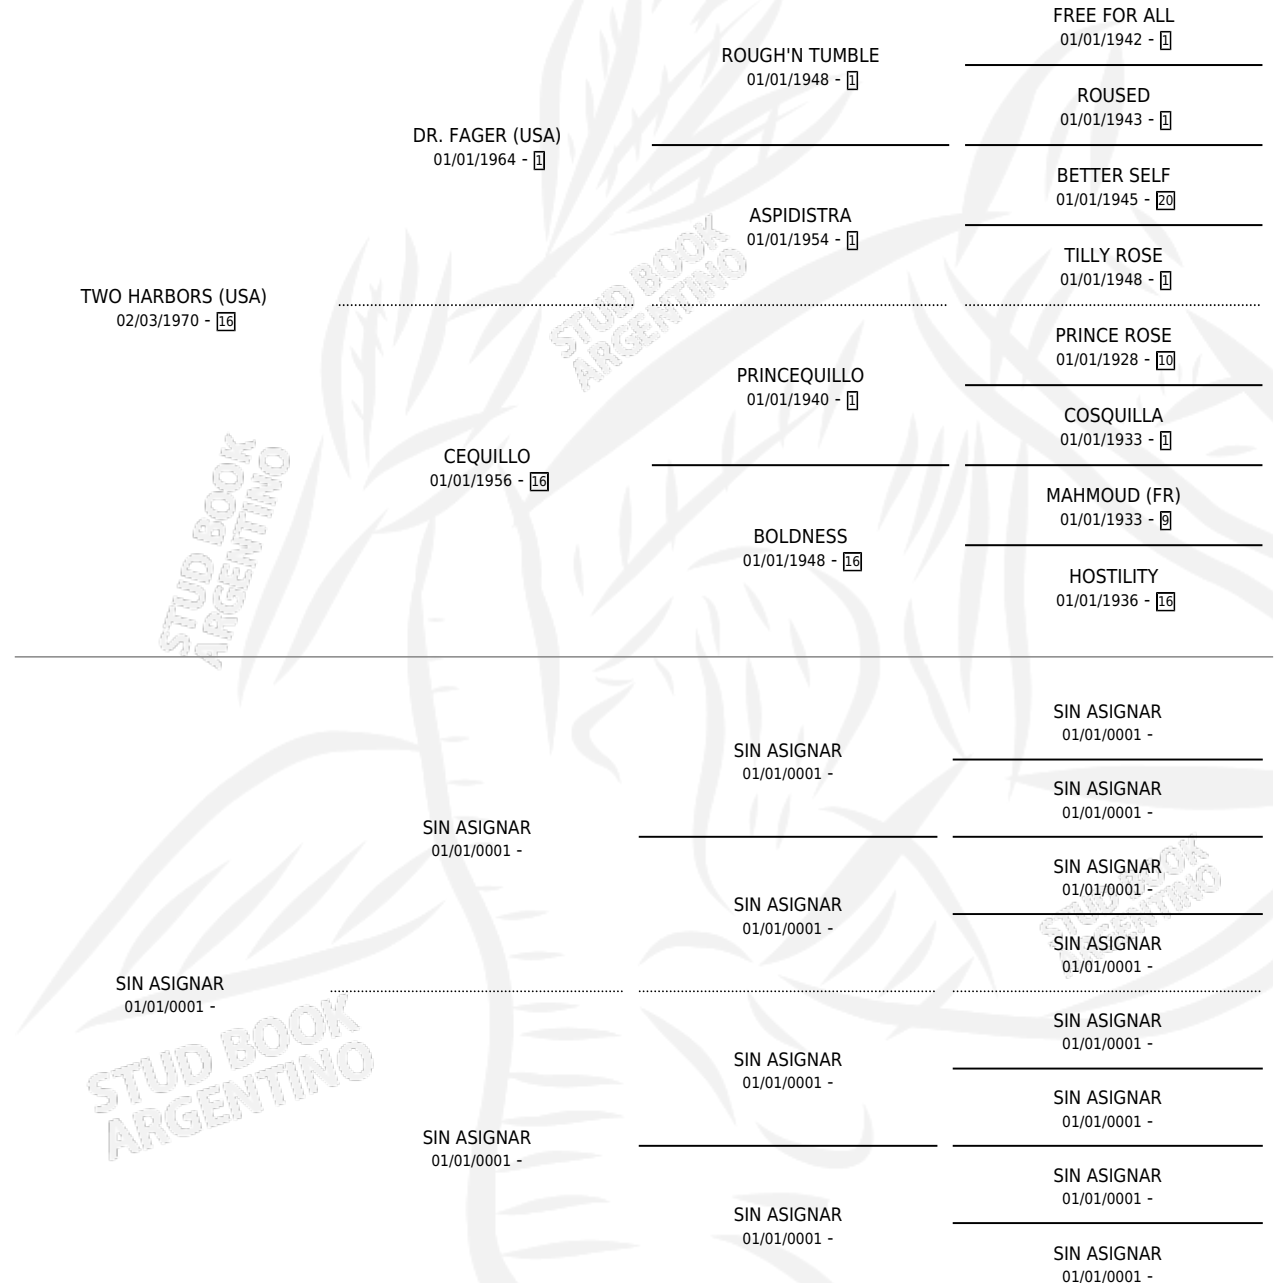 FREE FOR ALL
01/01/1942 - 1
ROUGH'N TUMBLE
01/01/1948 - 1
ROUSED
01/01/1943 - 1
DR. FAGER (USA)
01/01/1964 - 1
BETTER SELF
01/01/1945 - 20
ASPIDISTRA
01/01/1954 - 1
TILLY ROSE
01/01/1948 - 1
TWO HARBORS (USA)
02/03/1970 - 16
PRINCE ROSE
01/01/1928 - 10
PRINCEQUILLO
01/01/1940 - 1
COSQUILLA
01/01/1933 - 1
CEQUILLO
01/01/1956 - 16
MAHMOUD (FR)
01/01/1933 - 9
BOLDNESS
01/01/1948 - 16
HOSTILITY
01/01/1936 - 16
STUD BOOK
ARGENTINO
STUD BOOK
ARGENTINO
SIN ASIGNAR
01/01/0001 -
SIN ASIGNAR
01/01/0001 -
SIN ASIGNAR
01/01/0001 -
SIN ASIGNAR
01/01/0001 -
SIN ASIGNAR
01/01/0001 -
SIN ASIGNAR
01/01/0001 -
SIN ASIGNAR
01/01/0001 -
SIN ASIGNAR
01/01/0001 -
SIN ASIGNAR
01/01/0001 -
SIN ASIGNAR
01/01/0001 -
SIN ASIGNAR
01/01/0001 -
SIN ASIGNAR
01/01/0001 -
SIN ASIGNAR
01/01/0001 -
SIN ASIGNAR
01/01/0001 -
SIN ASIGNAR
01/01/0001 -
STUD BOOK
ARGENTINO
STUD BOOK
ARGENTINO